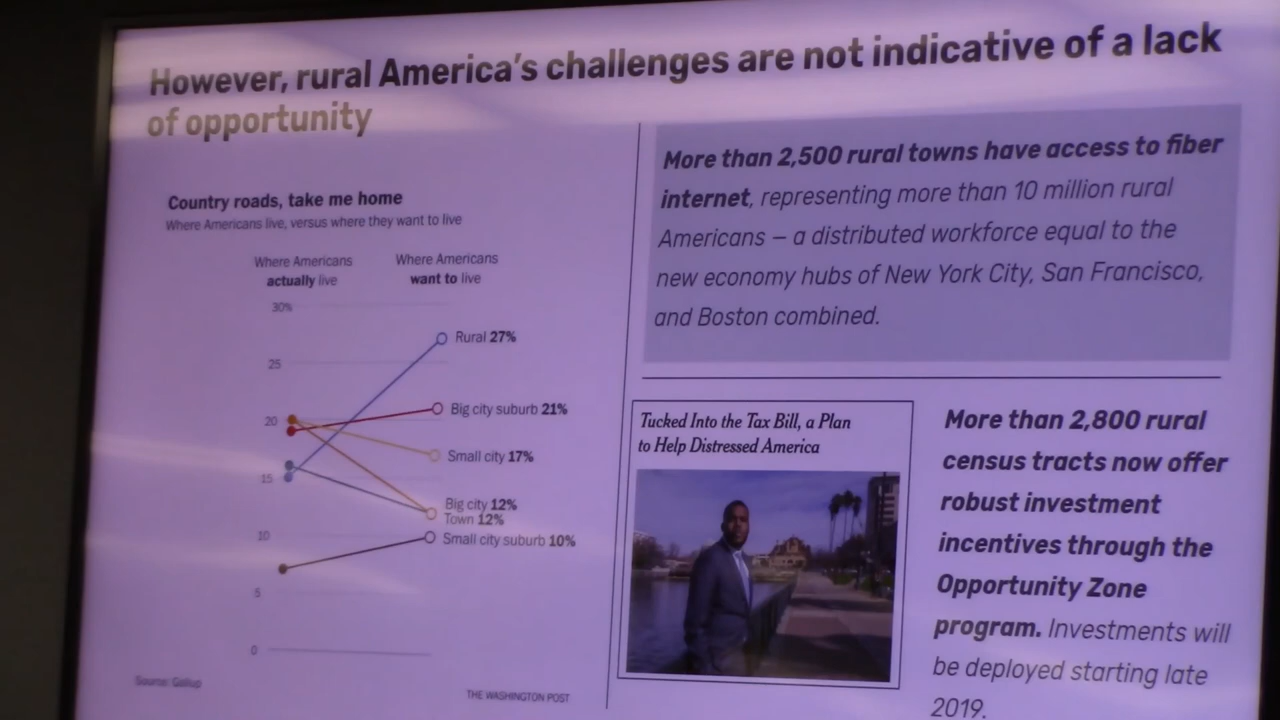 However, rural America's challenges are not indicative of a lack
of opportunity
Country roads, take me home
Where Americans live, versus where they want to live
Where Americans
actually live
Where Americans
want to live
30%
25
20
15
10
5
0
Rural 27%
Big city suburb 21%
Small city 17%
Big city 12%
Town 12%
Small city suburb 10%
Source: Gallup
THE WASHINGTON POST
More than 2,500 rural towns have access to fiber
internet, representing more than 10 million rural
Americans – a distributed workforce equal to the
new economy hubs of New York City, San Francisco,
and Boston combined.
Tucked Into the Tax Bill, a Plan
to Help Distressed America
More than 2,800 rural
census tracts now offer
robust investment
incentives through the
Opportunity Zone
program. Investments will
be deployed starting late
2019.